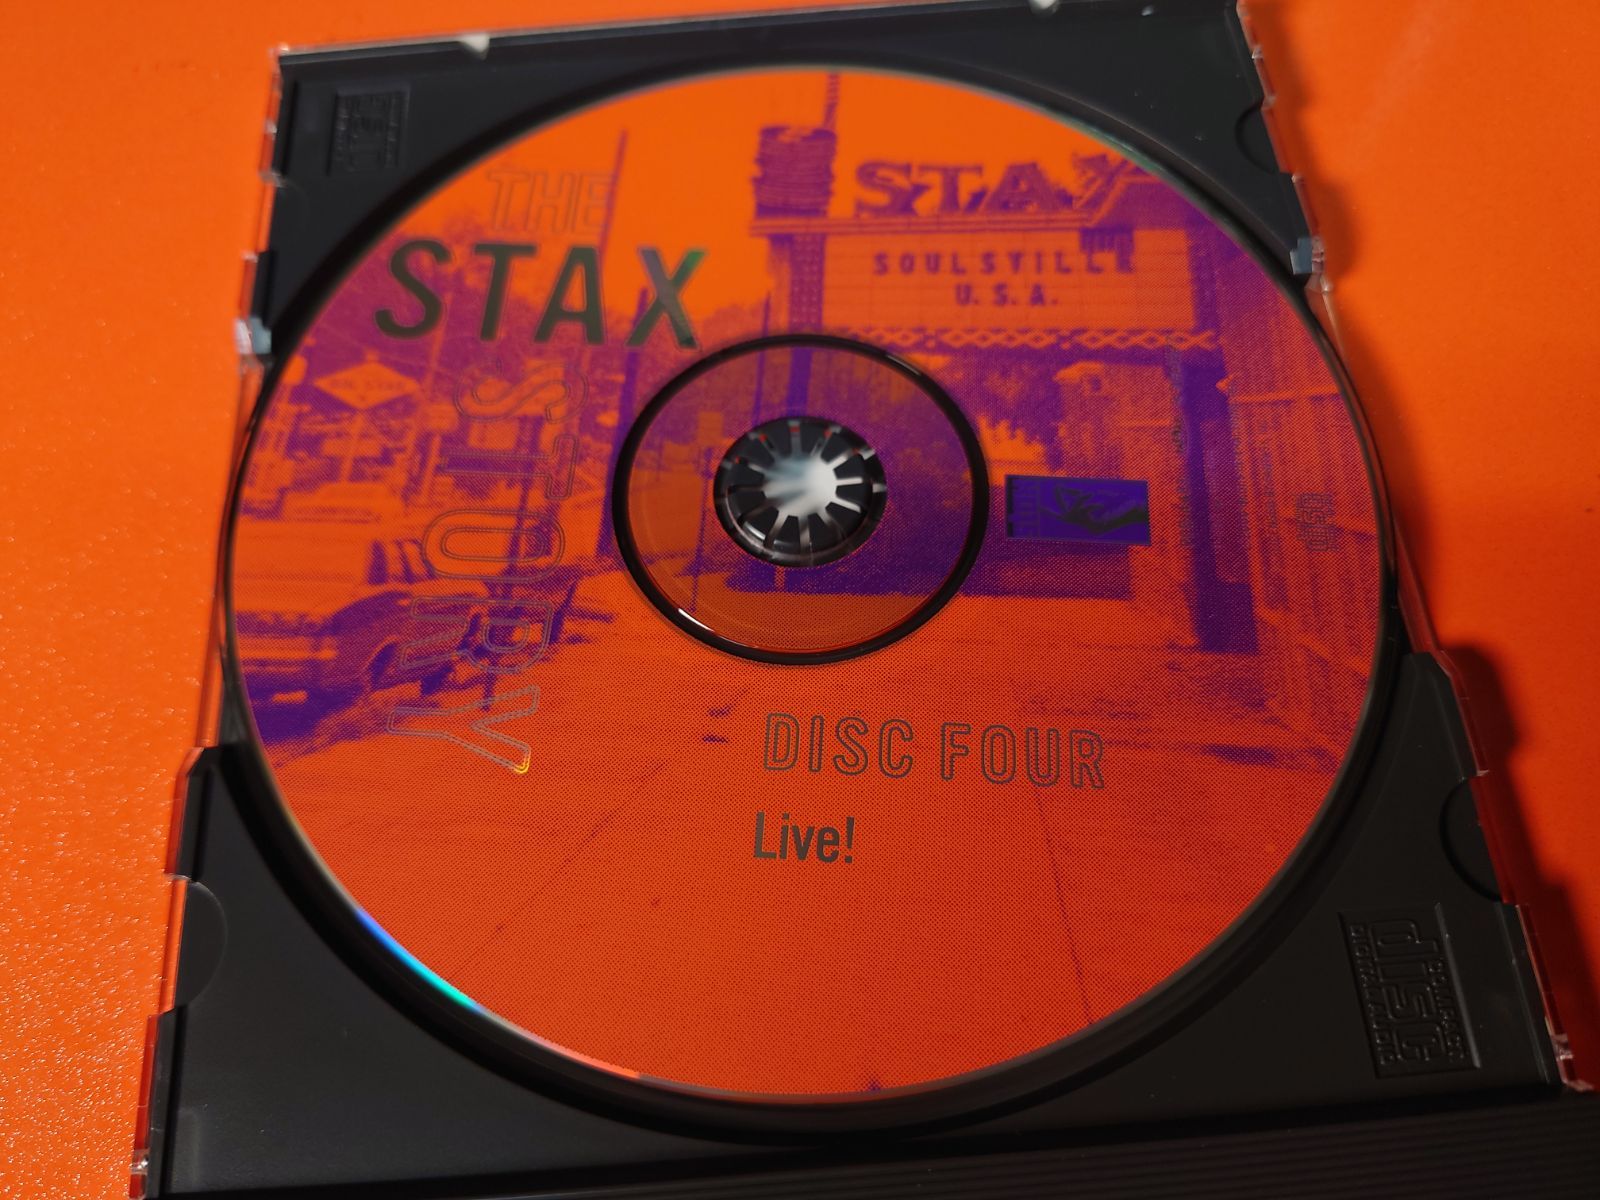 THE
STAX
STORY
STAX
SOULSVILLE
U.S.A.
DISC FOUR
Live!
COMPACT
disc
DIGITAL AUDIO